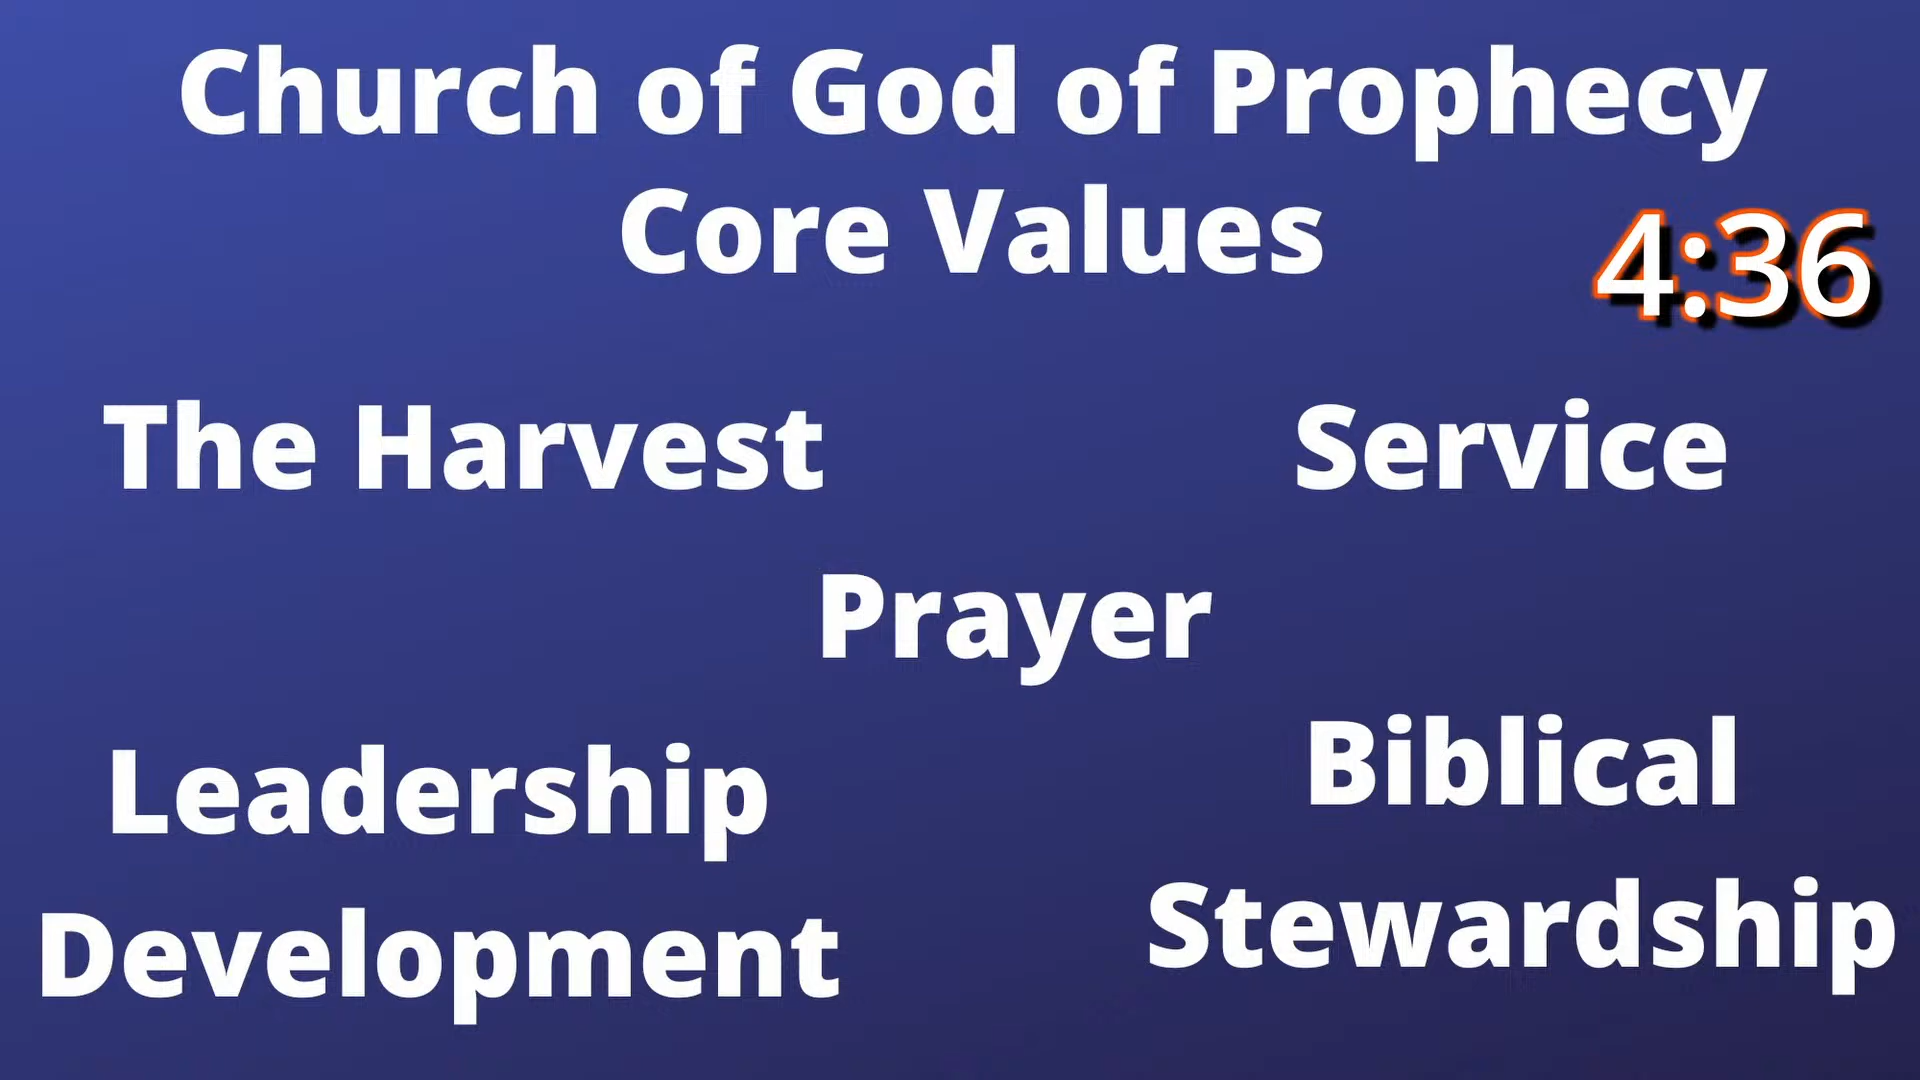 Church of God of Prophecy
Core Values
4:36
The Harvest
Service
Prayer
Leadership
Development
Biblical
Stewardship